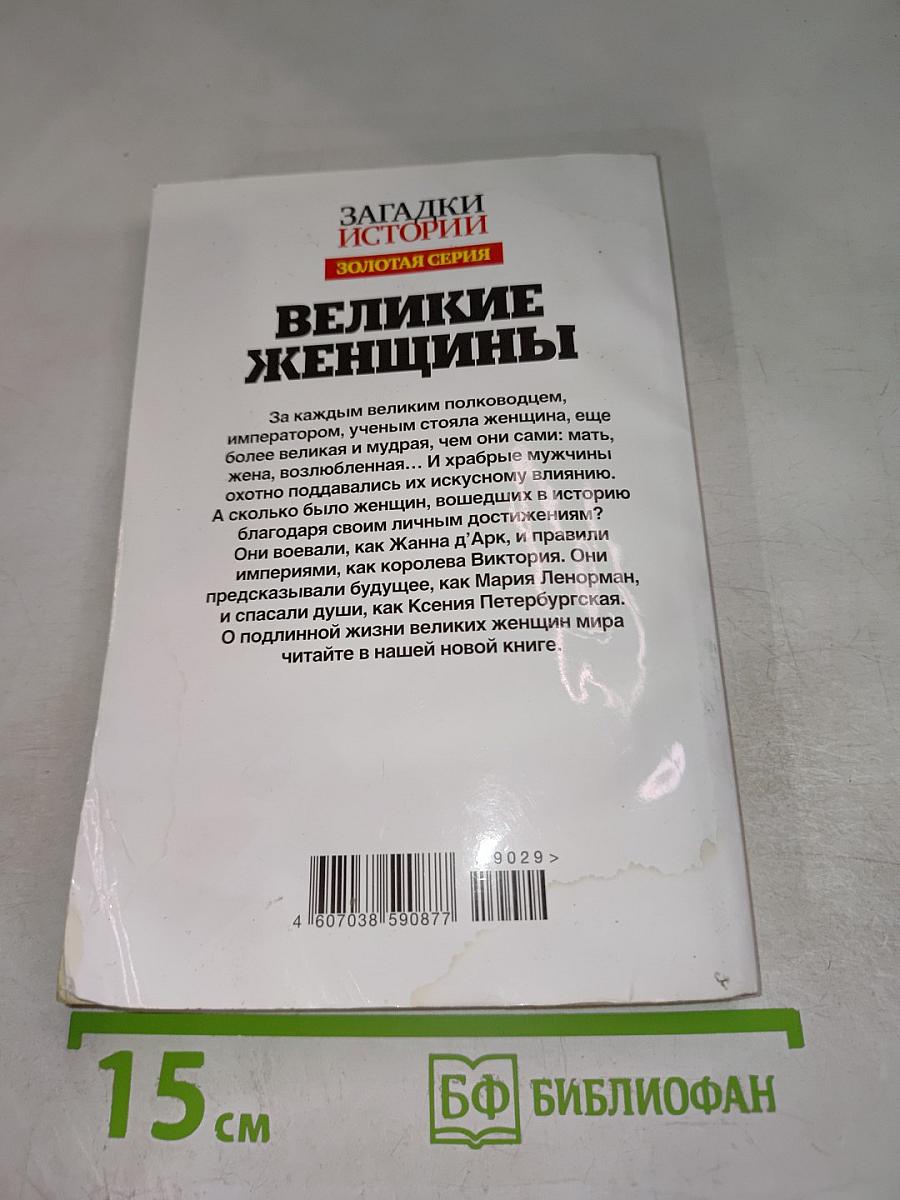 ЗАГАДКИ
ИСТОРИИ
ЗОЛОТАЯ СЕРИЯ
ВЕЛИКИЕ
ЖЕНЩИНЫ
За каждым великим полководцем,
императором, ученым стояла женщина, еще
более великая и мудрая, чем они сами: мать,
жена, возлюбленная... И храбрые мужчины
охотно поддавались их искусному влиянию.
А сколько было женщин, вошедших в историю
благодаря своим личным достижениям?
Они воевали, как Жанна д'Арк, и правили
империями, как королева Виктория. Они
предсказывали будущее, как Мария Ленорман,
и спасали души, как Ксения Петербургская.
О подлинной жизни великих женщин мира
читайте в нашей новой книге.
9029>
4 607038 590877
15 см
БФ БИБЛИОФАН